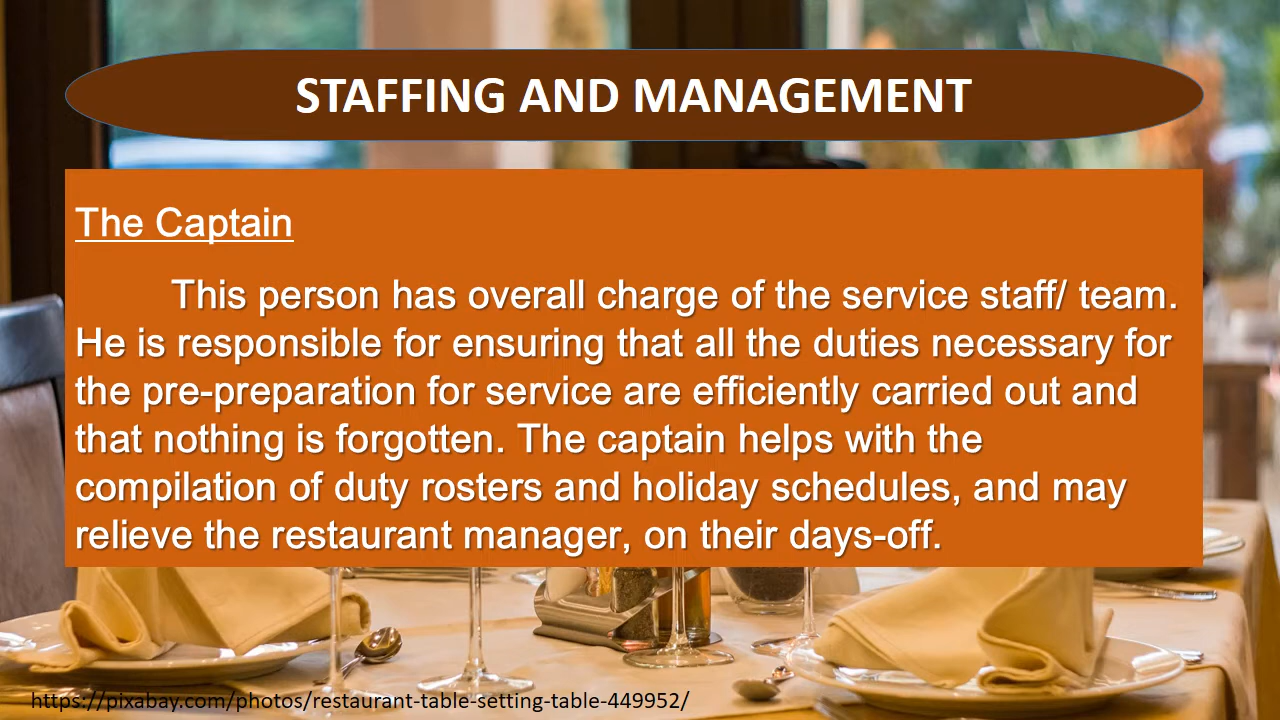 STAFFING AND MANAGEMENT
The Captain
This person has overall charge of the service staff/ team.
He is responsible for ensuring that all the duties necessary for
the pre-preparation for service are efficiently carried out and
that nothing is forgotten. The captain helps with the
compilation of duty rosters and holiday schedules, and may
relieve the restaurant manager, on their days-off.
https://pixabay.com/photos/restaurant-table-setting-table-449952/